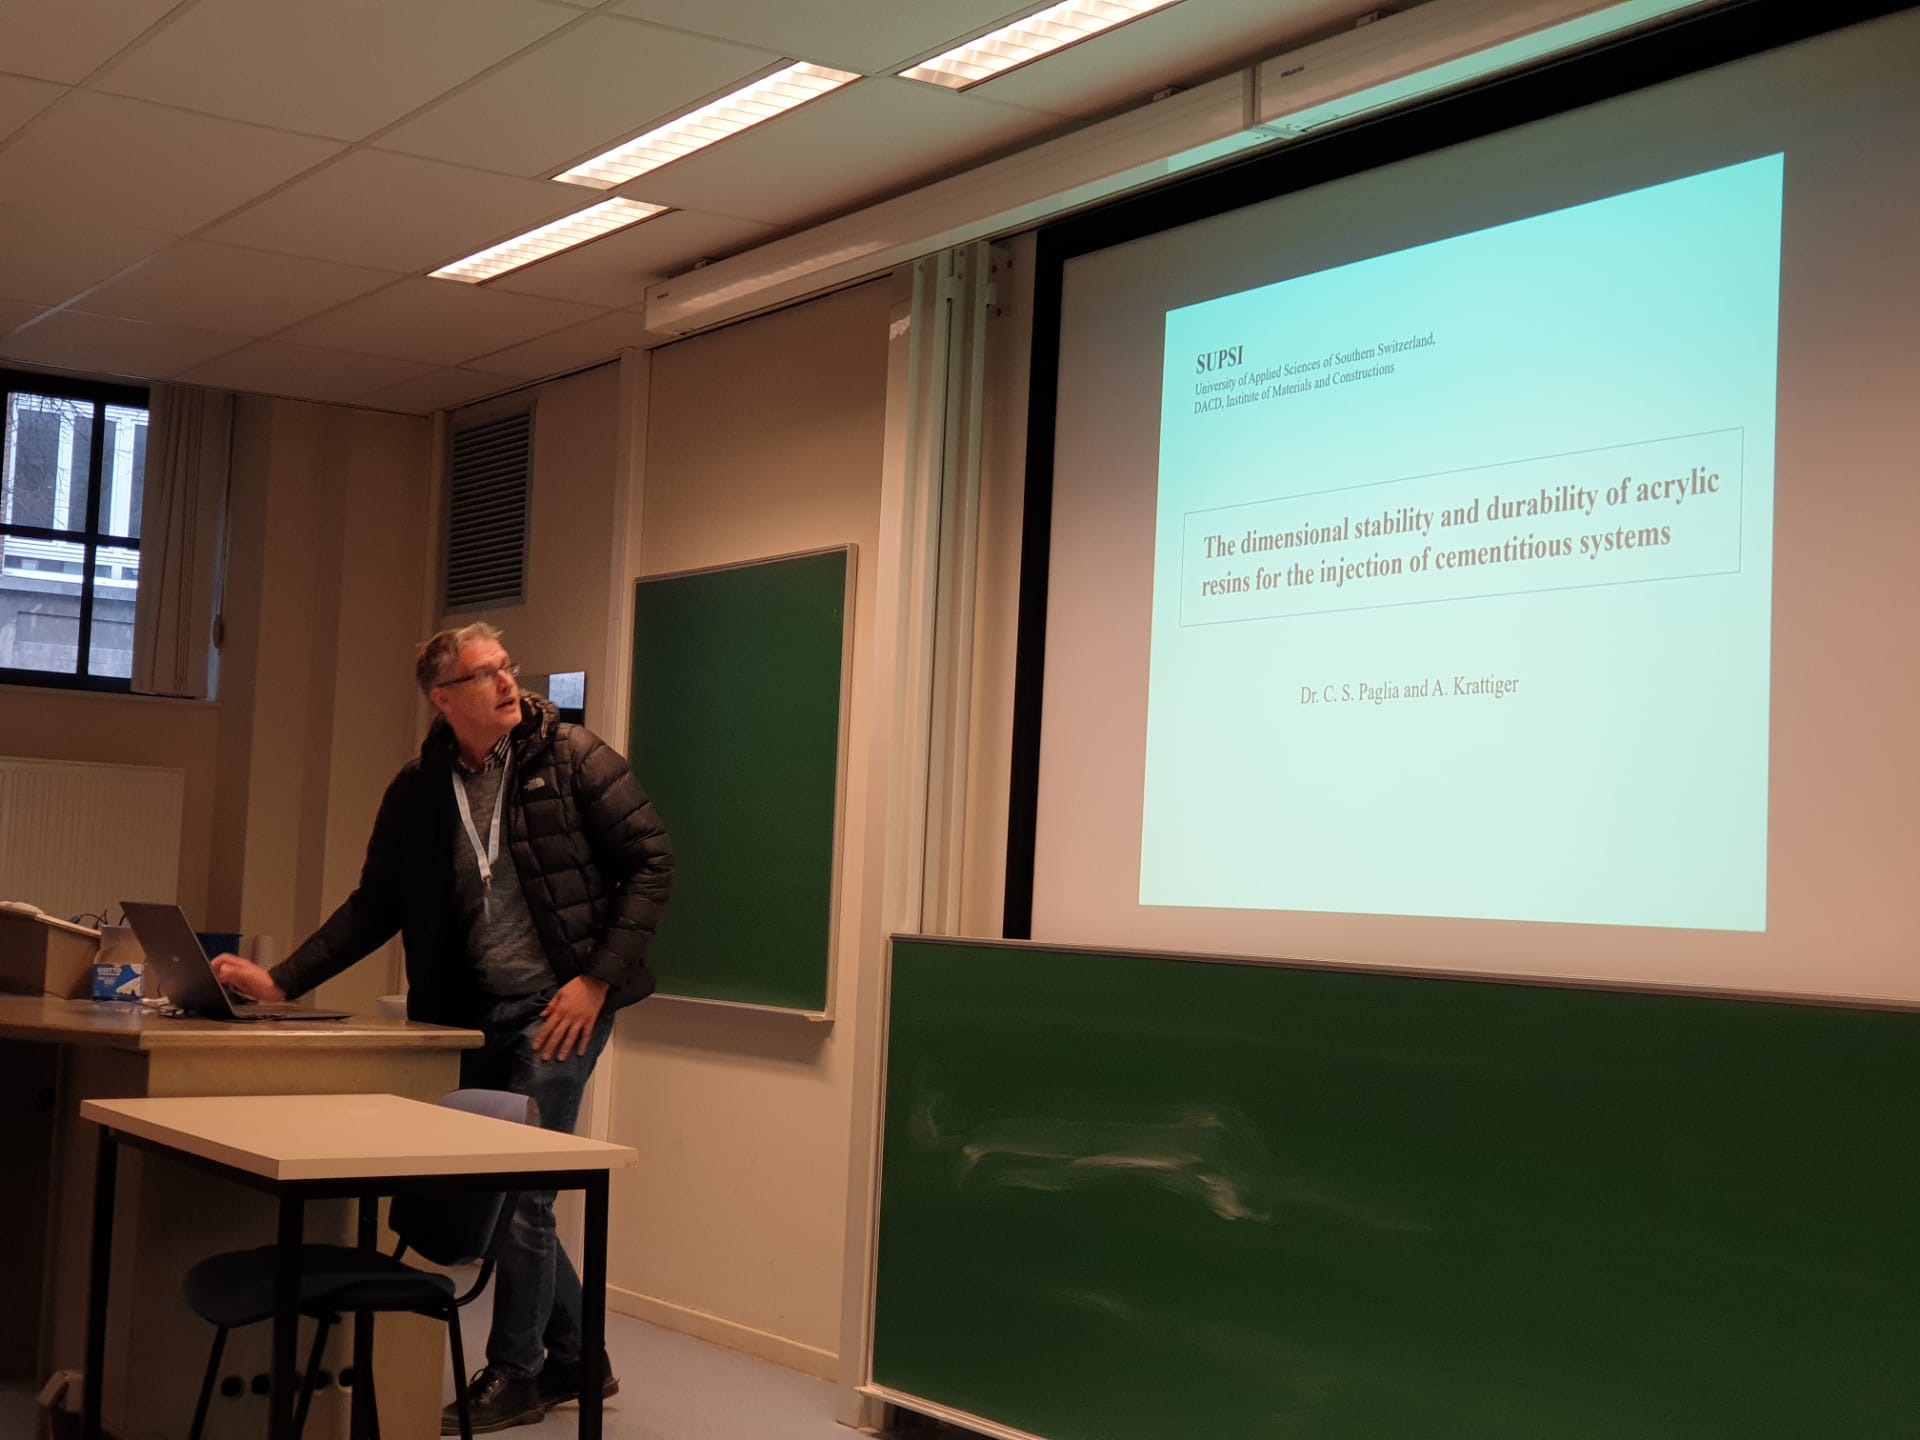 SUPSI
University of Applied Sciences of Southern Switzerland,
DACD, Institute of Materials and Constructions
The dimensional stability and durability of acrylic
resins for the injection of cementitious systems
Dr. C. S. Paglia and A. Krattiger
GIOTTO